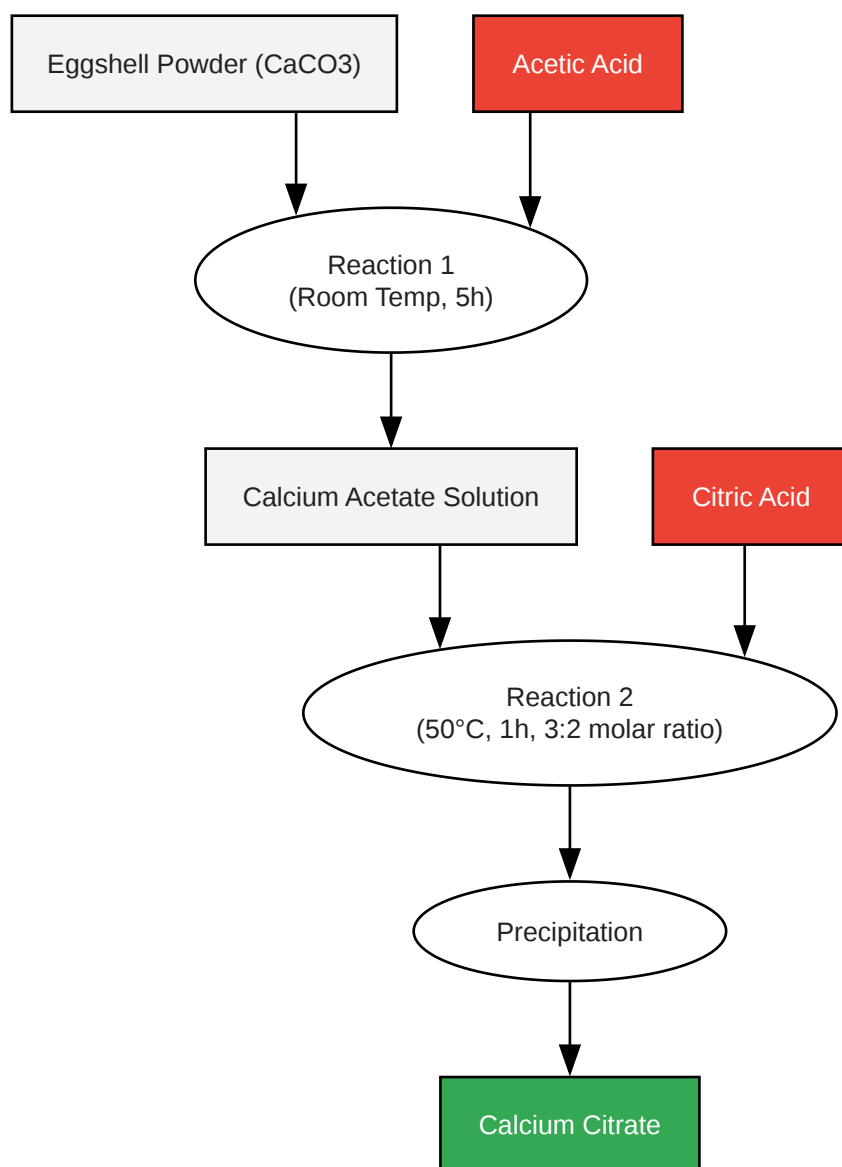 Eggshell Powder (CaCO3)
Acetic Acid
Reaction 1
(Room Temp, 5h)
Calcium Acetate Solution
Citric Acid
Reaction 2
(50°C, 1h, 3:2 molar ratio)
Precipitation
Calcium Citrate